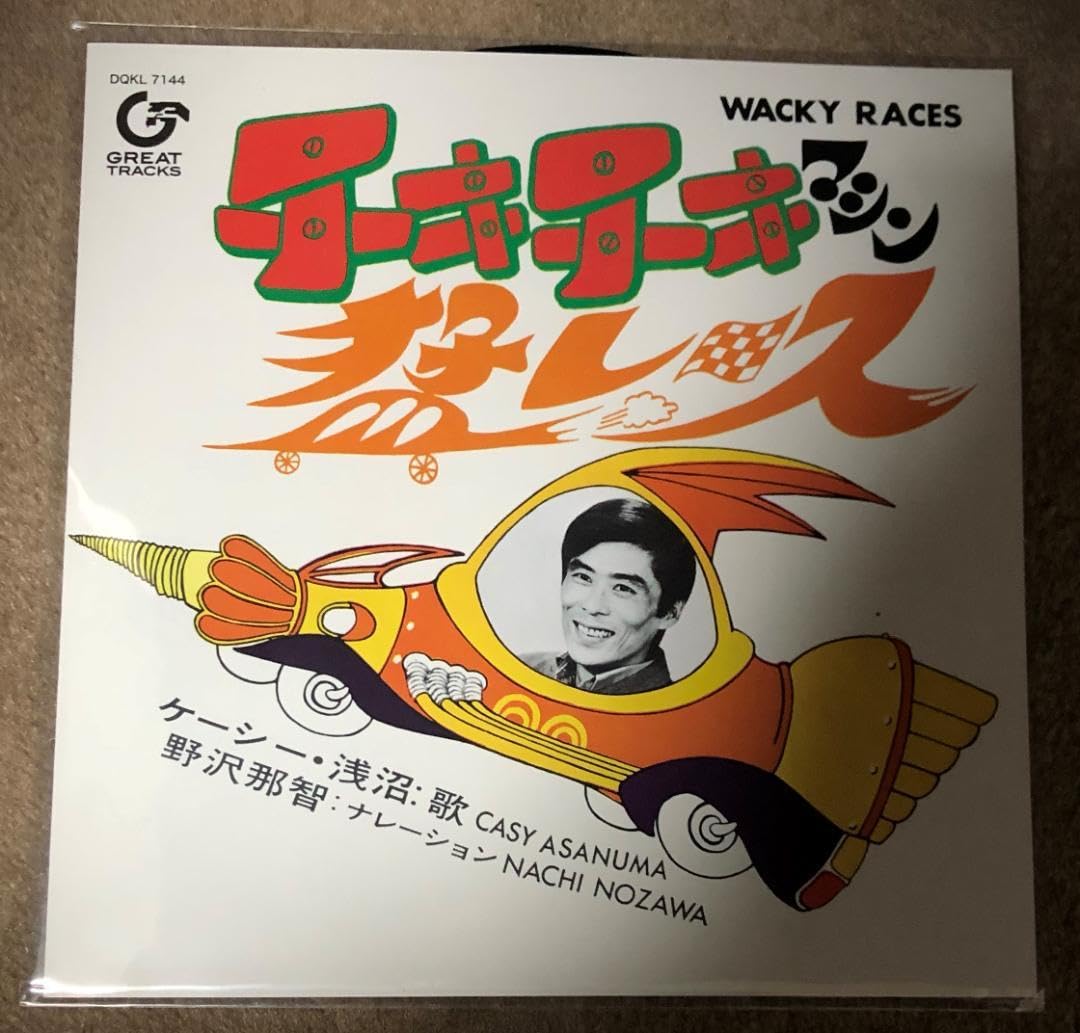 DQKL 7144
GREAT
TRACKS
WACKY RACES
チキチキマシン
猛レース
ケーシー・浅沼:歌 CASY ASANUMA
野沢那智:ナレーション NACHI NOZAWA